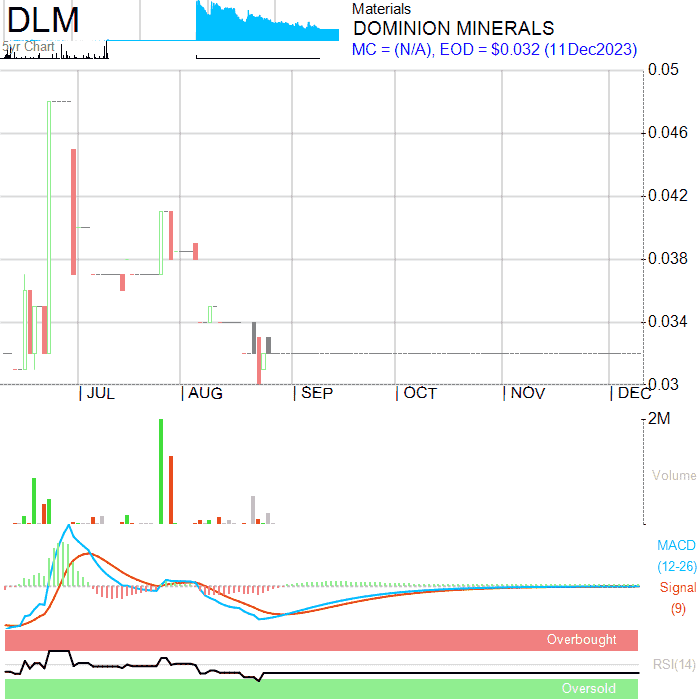 DLM
5yr Chart
Materials
DOMINION MINERALS
MC = (N/A), EOD = $0.032 (11Dec2023)
0.05
0.046
0.042
0.038
0.034
0.03
JUL AUG SEP OCT NOV DEC
2M
Volume
MACD
(12-26)
Signal
(9)
Overbought
RSI(14)
Oversold